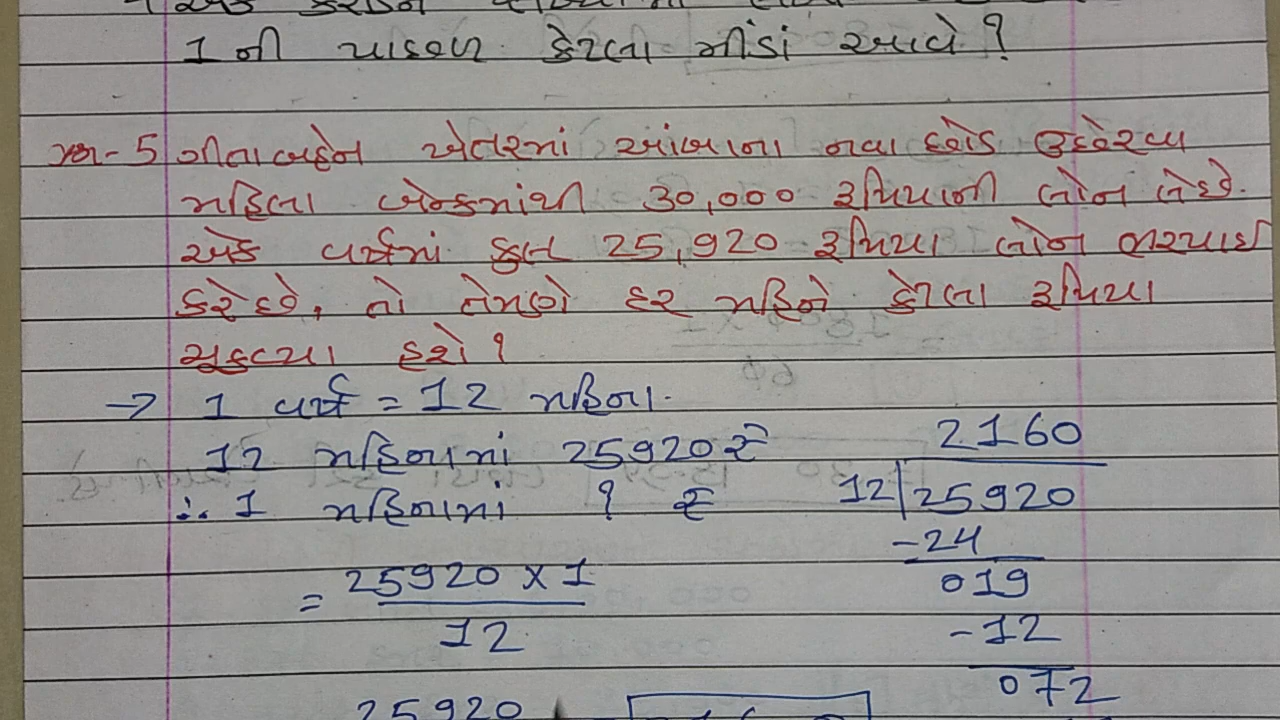 1 ની પાછળ કેટલા મીંડાં આવે ?
પ્રશ્ન-5 ગીતાબહેન ખેતરમાં આંબાના નવા છોડ ઉછેરવા
મહિલા બેન્કમાંથી 30,000 રૂપિયાની લોન લે છે.
એક વર્ષમાં કુલ 25,920 રૂપિયા લોન ભરપાઈ
કરે છે, તો તેમણે દર મહિને કેટલા રૂપિયા
ચૂકવ્યા હશે ?
→ 1 વર્ષ = 12 મહિના.
12 મહિનામાં 25920 ₹
∴ 1 મહિનામાં ? ₹
= 25920 x 1
12
25920
2160
12 25920
-24
019
-12
072